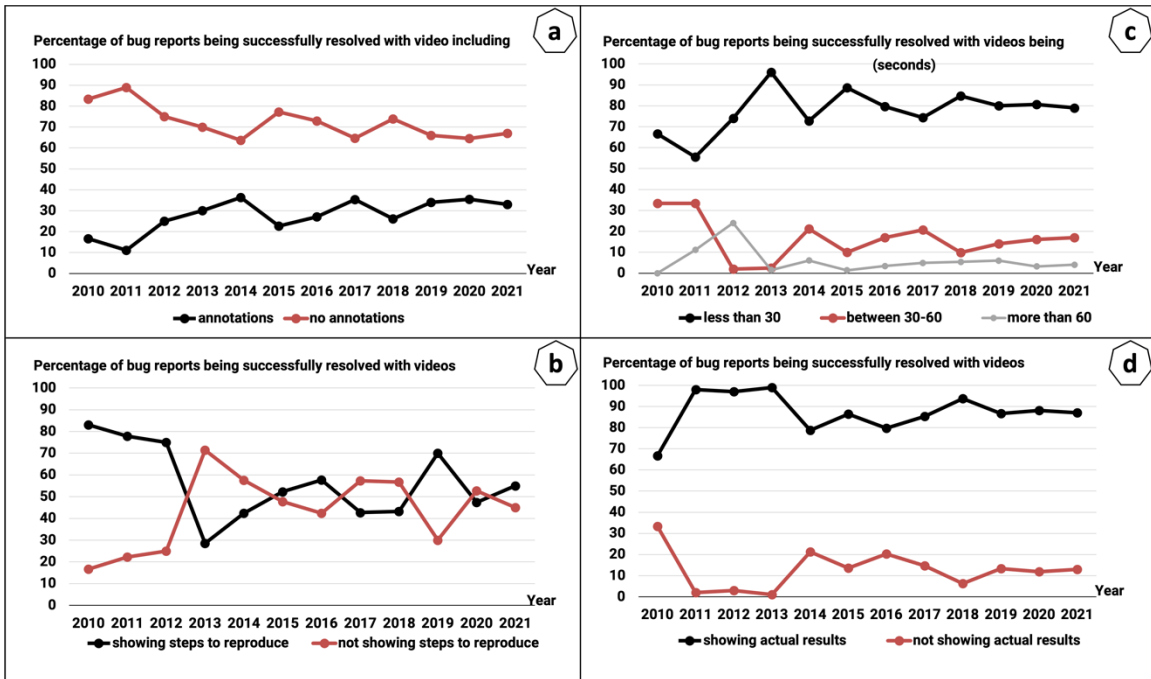 a
Percentage of bug reports being successfully resolved with video including
100
90
80
70
60
50
40
30
20
10
0
Year
2010 2011 2012 2013 2014 2015 2016 2017 2018 2019 2020 2021
annotations no annotations
c
Percentage of bug reports being successfully resolved with videos being
(seconds)
100
90
80
70
60
50
40
30
20
10
0
Year
2010 2011 2012 2013 2014 2015 2016 2017 2018 2019 2020 2021
less than 30 between 30-60 more than 60
b
Percentage of bug reports being successfully resolved with videos
100
90
80
70
60
50
40
30
20
10
0
Year
2010 2011 2012 2013 2014 2015 2016 2017 2018 2019 2020 2021
showing steps to reproduce not showing steps to reproduce
d
Percentage of bug reports being successfully resolved with videos
100
90
80
70
60
50
40
30
20
10
0
Year
2010 2011 2012 2013 2014 2015 2016 2017 2018 2019 2020 2021
showing actual results not showing actual results